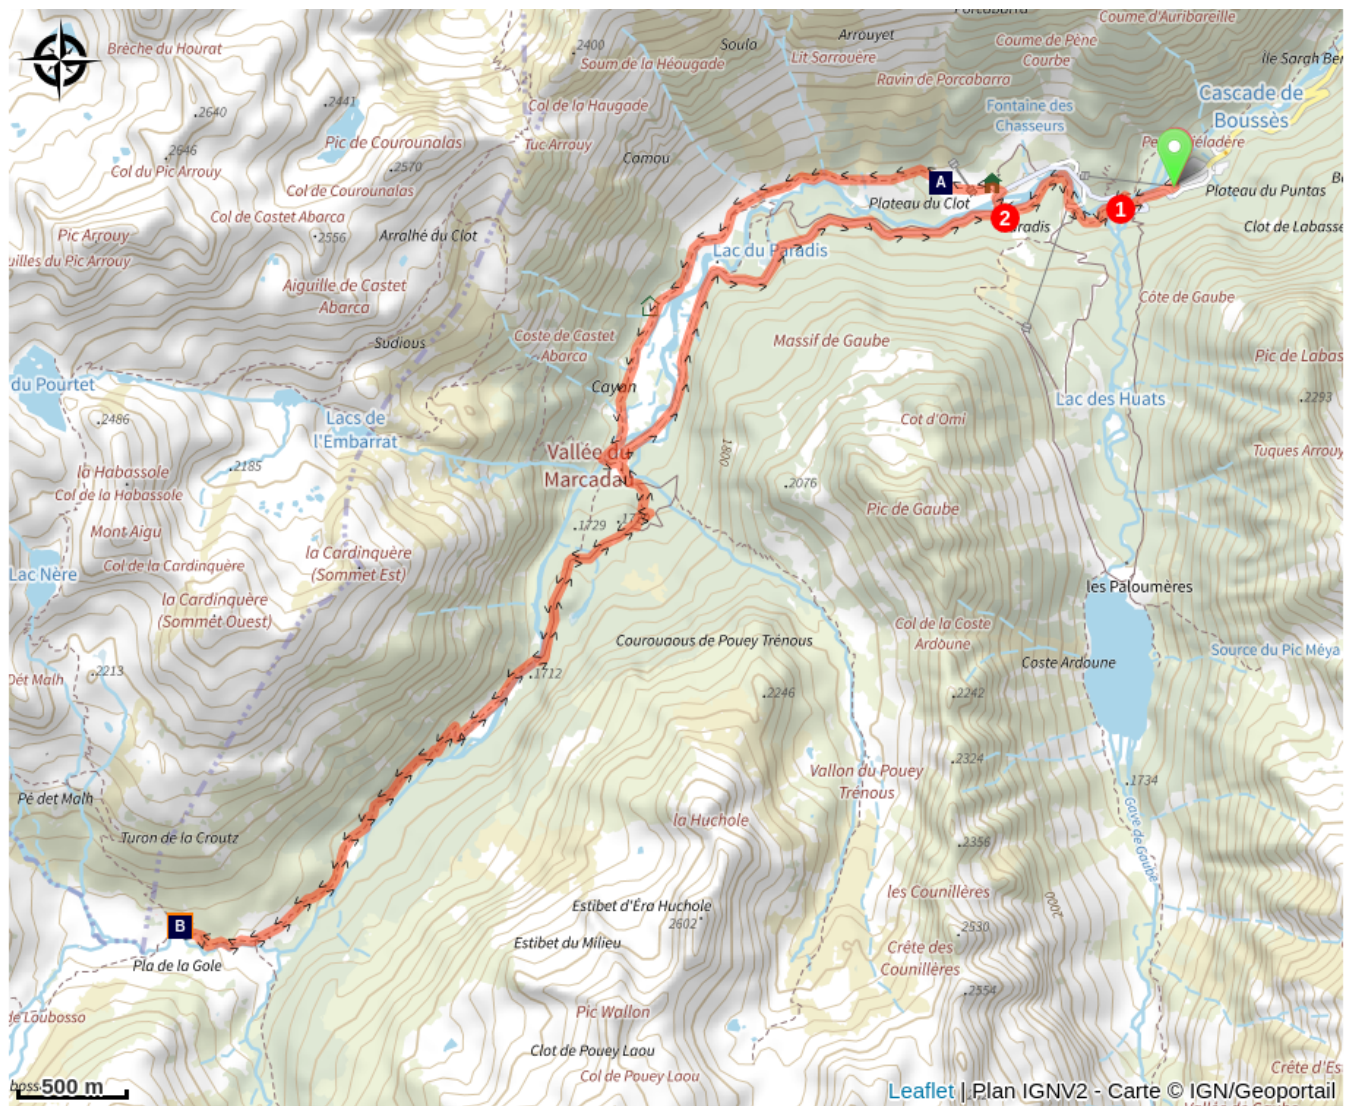 Coume d'Auribareille
Brèche du Hourat
.2400
Soum de la Héougade
Soula
Arrouyet
Lit Sarrouère
Coume de Pène
Courbe
Île Sarah Ber
Ravin de Porcabarra
Cascade de
Boussès
.2441
Col de la Haugade
Fontaine des
Chasseurs
.2640
Pic de Courounalas
Tuc Arrouy
.2646
Col du Pic Arrouy
.2570
Camou
Col de Courounalas
A
Plateau du Clot
Plateau du Puntas
1
2
Col de Castet Abarca
Clot de Labasse
Pic Arrouy
.2556
Arralhé du Clot
Lac du Paradis
uilles du Pic Arrouy
Aiguille de Castet
Abarca
Côte de Gaube
Coste de Castet
Abarca
Massif de Gaube
Sudious
Pic de Labas
du Pourtet
Cayan
Lac des Huats
.2293
.2486
Lacs de
l'Embarrat
Cot d'Omi
Vallée du
Marcadau
1800
Tuques Arrouy
la Habassole
.2185
Col de la Habassole
.2076
Pic de Gaube
Mont Aigu
.1729
la Cardinquère
(Sommet Est)
Col de la Cardinquère
Lac Nère
les Paloumères
la Cardinquère
(Sommet Ouest)
Col de la Coste
Ardoune
Courouaous de Pouey Trénous
Source du Pic Méya
Coste Ardoune
.2213
.1712
Dét Malh
.2246
.2242
.2324
Vallon du Pouey
Trénous
.1734
Pé det Malh
Gave de Gaube
la Huchole
Turon de la Croutz
.2356
les Counillères
2000
Estibet d'Êra Huchole
2602
B
.2530
Estibet du Milieu
Crête des
Counillères
Pla de la Gole
.2554
de Loubosso
Pic Wallon
Clot de Pouey Laou
Col de Pouey Laou
Crête d'Es
boss
500 m
Leaflet | Plan IGNV2 - Carte © IGN/Geoportail